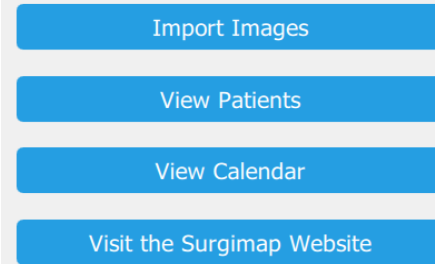 Import Images
View Patients
View Calendar
Visit the Surgimap Website